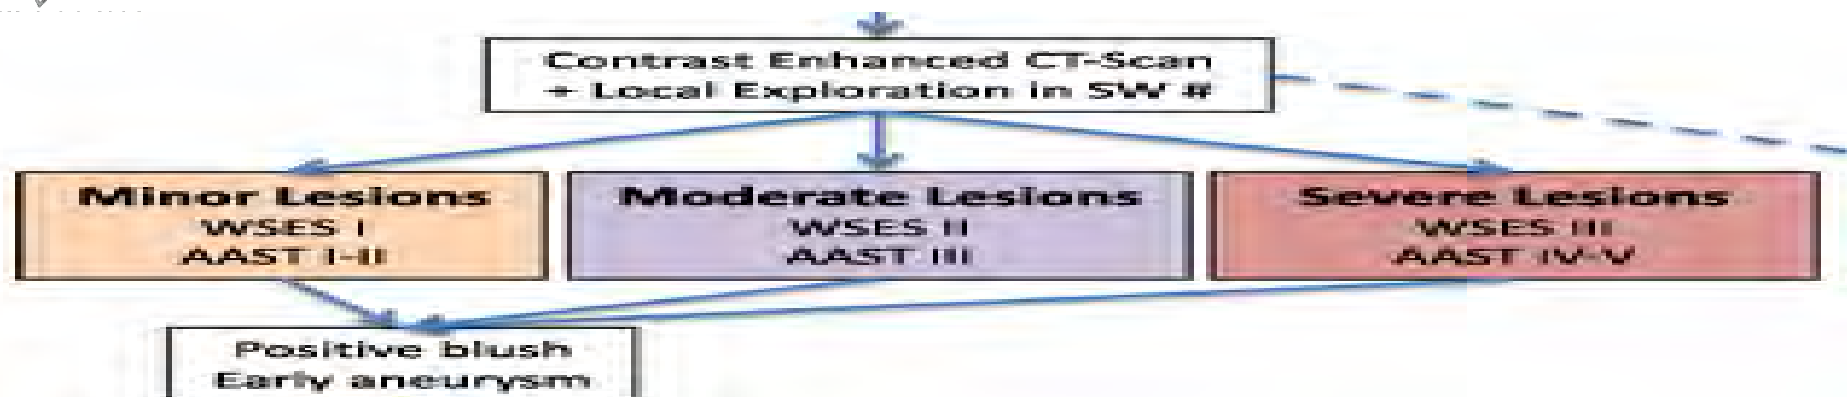 Contrast Enhanced CT-Scan
+ Local Exploration in SW #
Minor Lesions
WSES I
AAST I-II
Moderate Lesions
WSES II
AAST III
Severe Lesions
WSES III
AAST IV-V
Positive blush
Early aneurysm